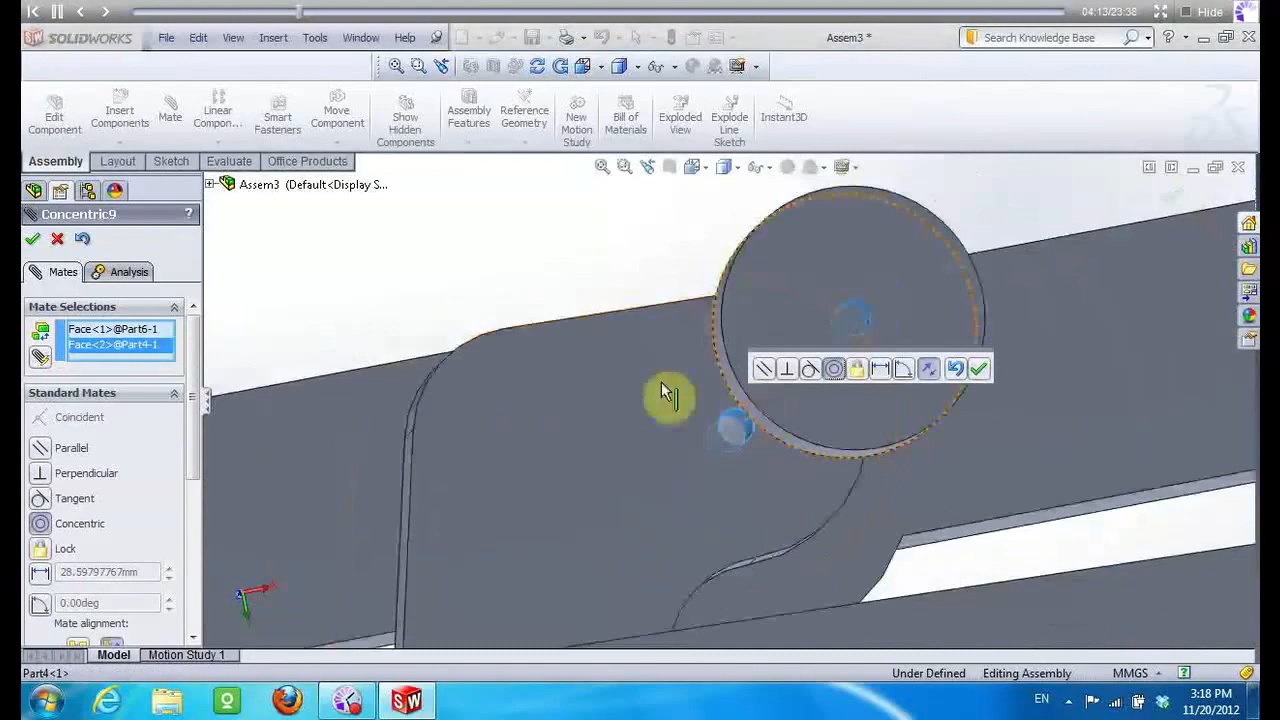 04:13/23:38
Hide
SOLIDWORKS
File Edit View Insert Tools Window Help
Assem3 *
Search Knowledge Base
Edit Component
Insert Components
Mate
Linear Compon...
Smart Fasteners
Move Component
Show Hidden Components
Assembly Features
Reference Geometry
New Motion Study
Bill of Materials
Exploded View
Explode Line Sketch
Instant3D
Assembly Layout Sketch Evaluate Office Products
Assem3 (Default<Display S...
Concentric9
?
Mates Analysis
Mate Selections
Face<1>@Part6-1
Face<2>@Part4-1
Standard Mates
Coincident
Parallel
Perpendicular
Tangent
Concentric
Lock
28.59797767mm
0.00deg
Mate alignment:
Model Motion Study 1
Part4<1>
Under Defined Editing Assembly MMGS
EN
3:18 PM
11/20/2012